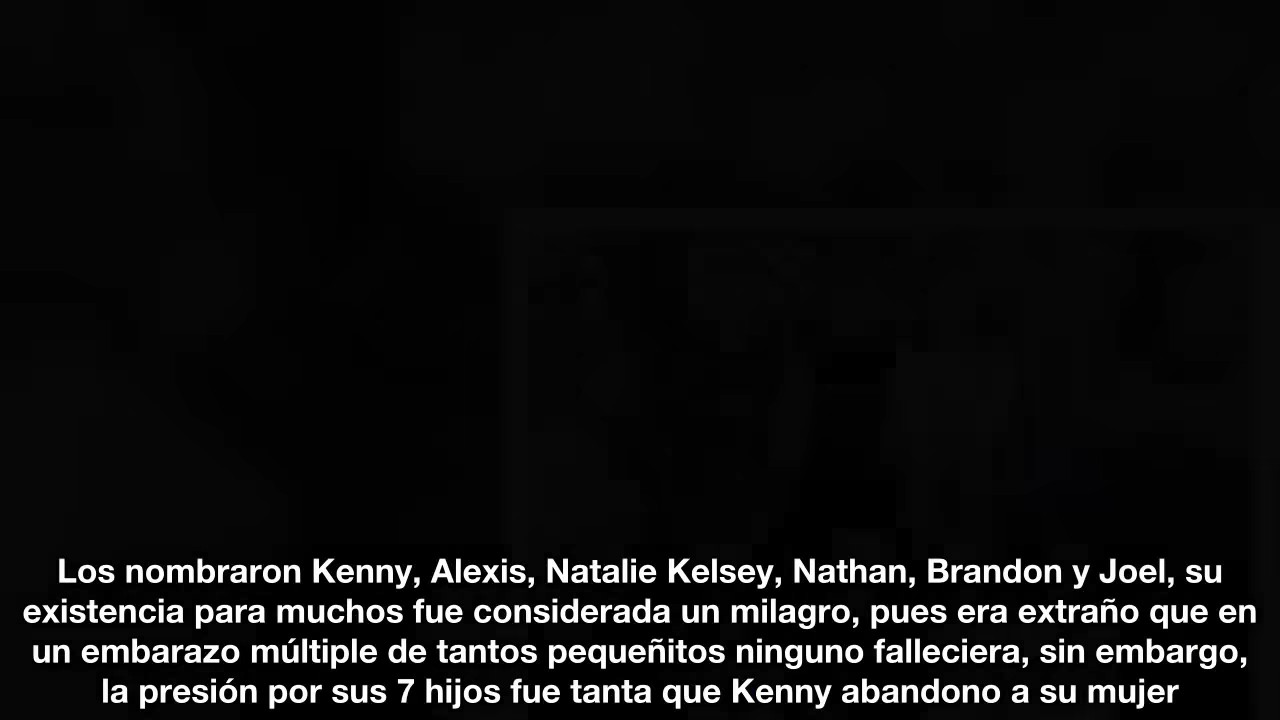 Los nombraron Kenny, Alexis, Natalie Kelsey, Nathan, Brandon y Joel, su
existencia para muchos fue considerada un milagro, pues era extraño que en
un embarazo múltiple de tantos pequeñitos ninguno falleciera, sin embargo,
la presión por sus 7 hijos fue tanta que Kenny abandono a su mujer